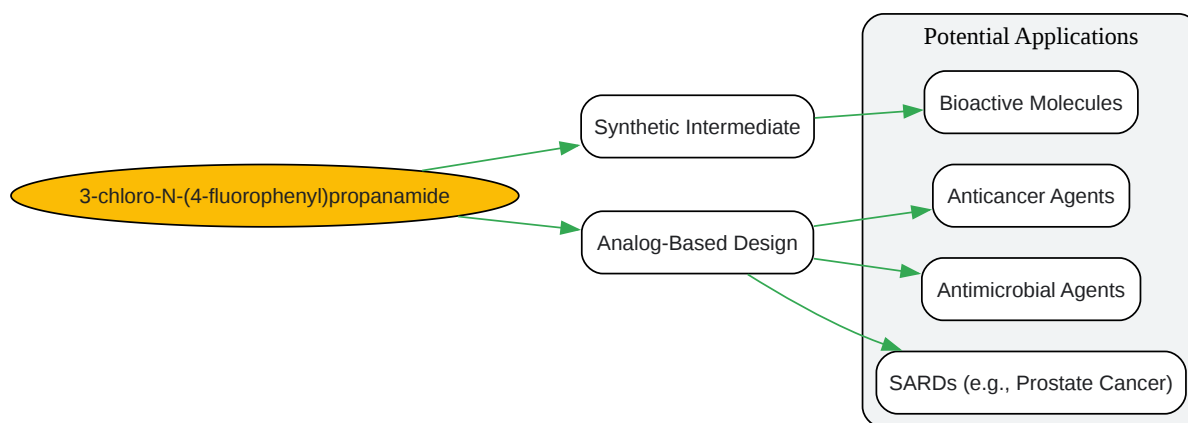 Potential Applications
3-chloro-N-(4-fluorophenyl)propanamide
Synthetic Intermediate
Analog-Based Design
Bioactive Molecules
Anticancer Agents
Antimicrobial Agents
SARDs (e.g., Prostate Cancer)